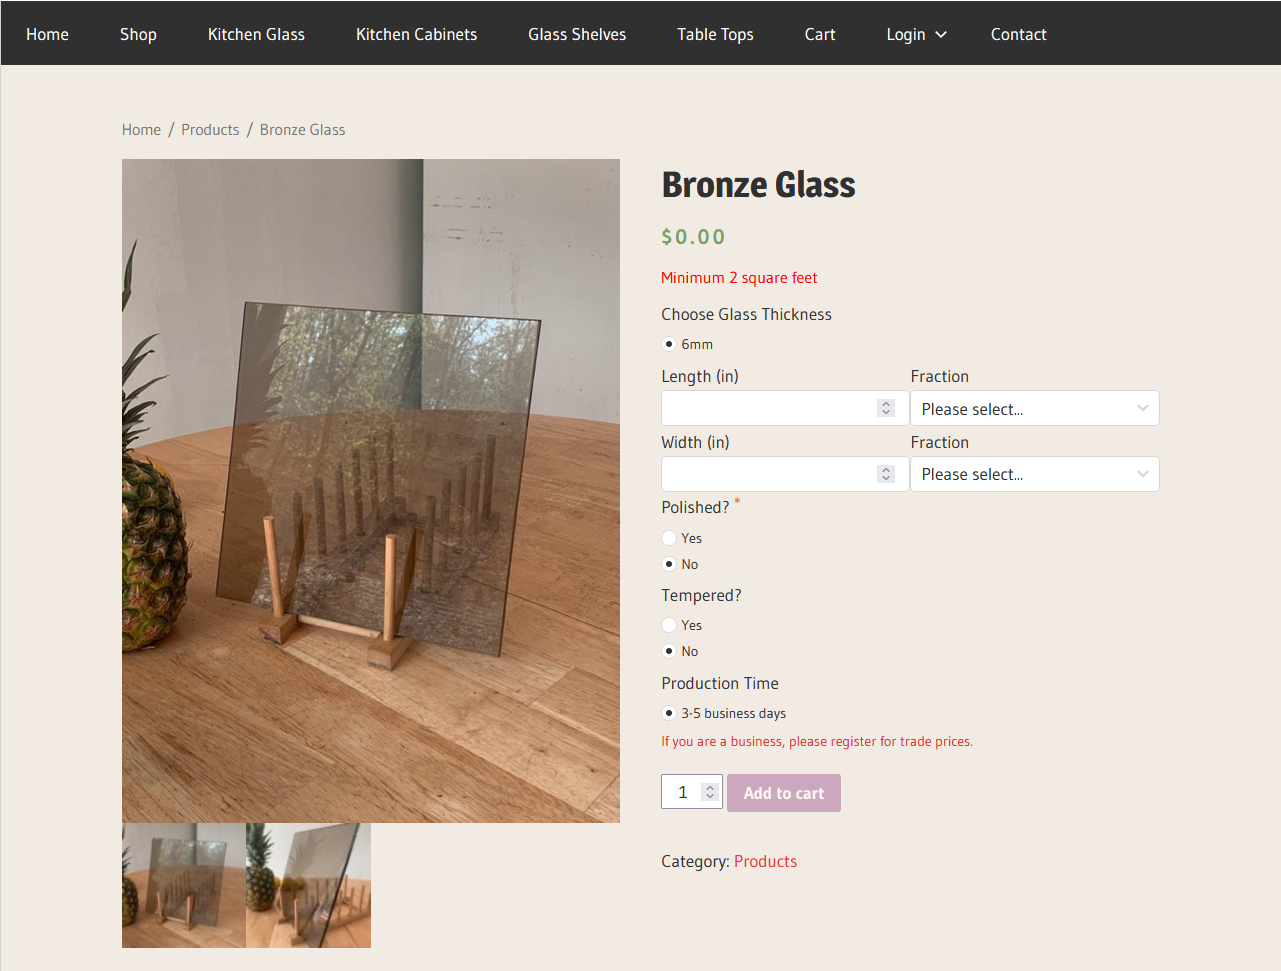 Home Shop Kitchen Glass Kitchen Cabinets Glass Shelves Table Tops Cart Login Contact
Home / Products / Bronze Glass
Bronze Glass
$0.00
Minimum 2 square feet
Choose Glass Thickness
6mm
Length (in) Fraction
Please select...
Width (in) Fraction
Please select...
Polished? *
Yes
No
Tempered?
Yes
No
Production Time
3-5 business days
If you are a business, please register for trade prices.
1 Add to cart
Category: Products